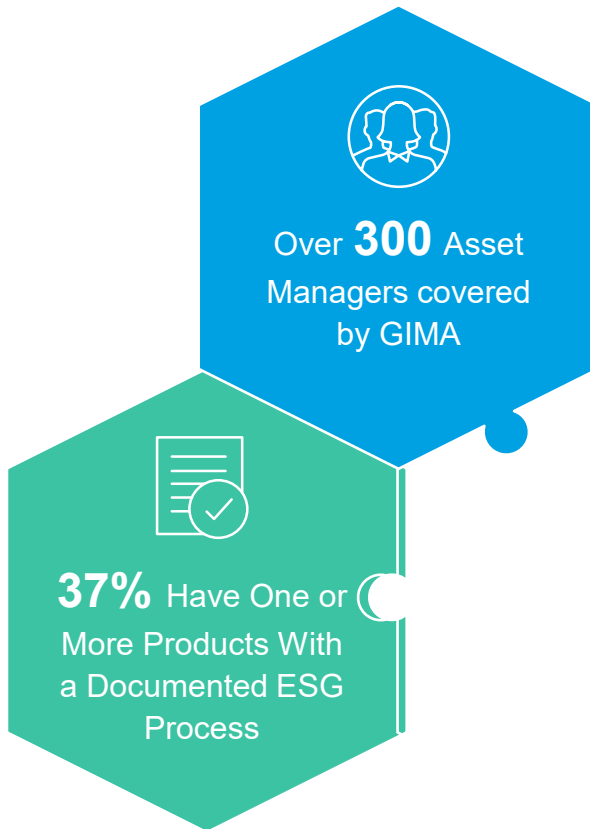 Over 300 Asset
Managers covered
by GIMA
37% Have One or
More Products With
a Documented ESG
Process